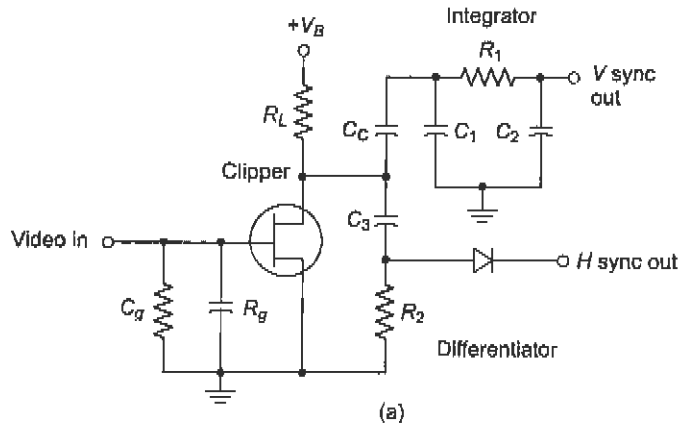 Integrator
+V_B
R_1
V sync
out
R_L
C_C
C_1
C_2
Clipper
C_3
Video in
H sync out
C_g
R_g
R_2
Differentiator
(a)